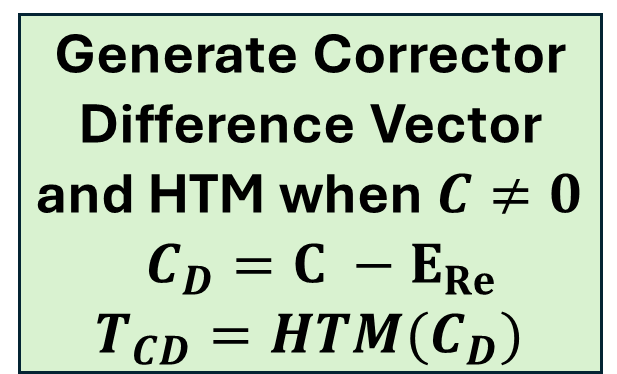 Generate Corrector
Difference Vector
and HTM when C ≠ 0
C_D = C − E_Re
T_CD = HTM(C_D)